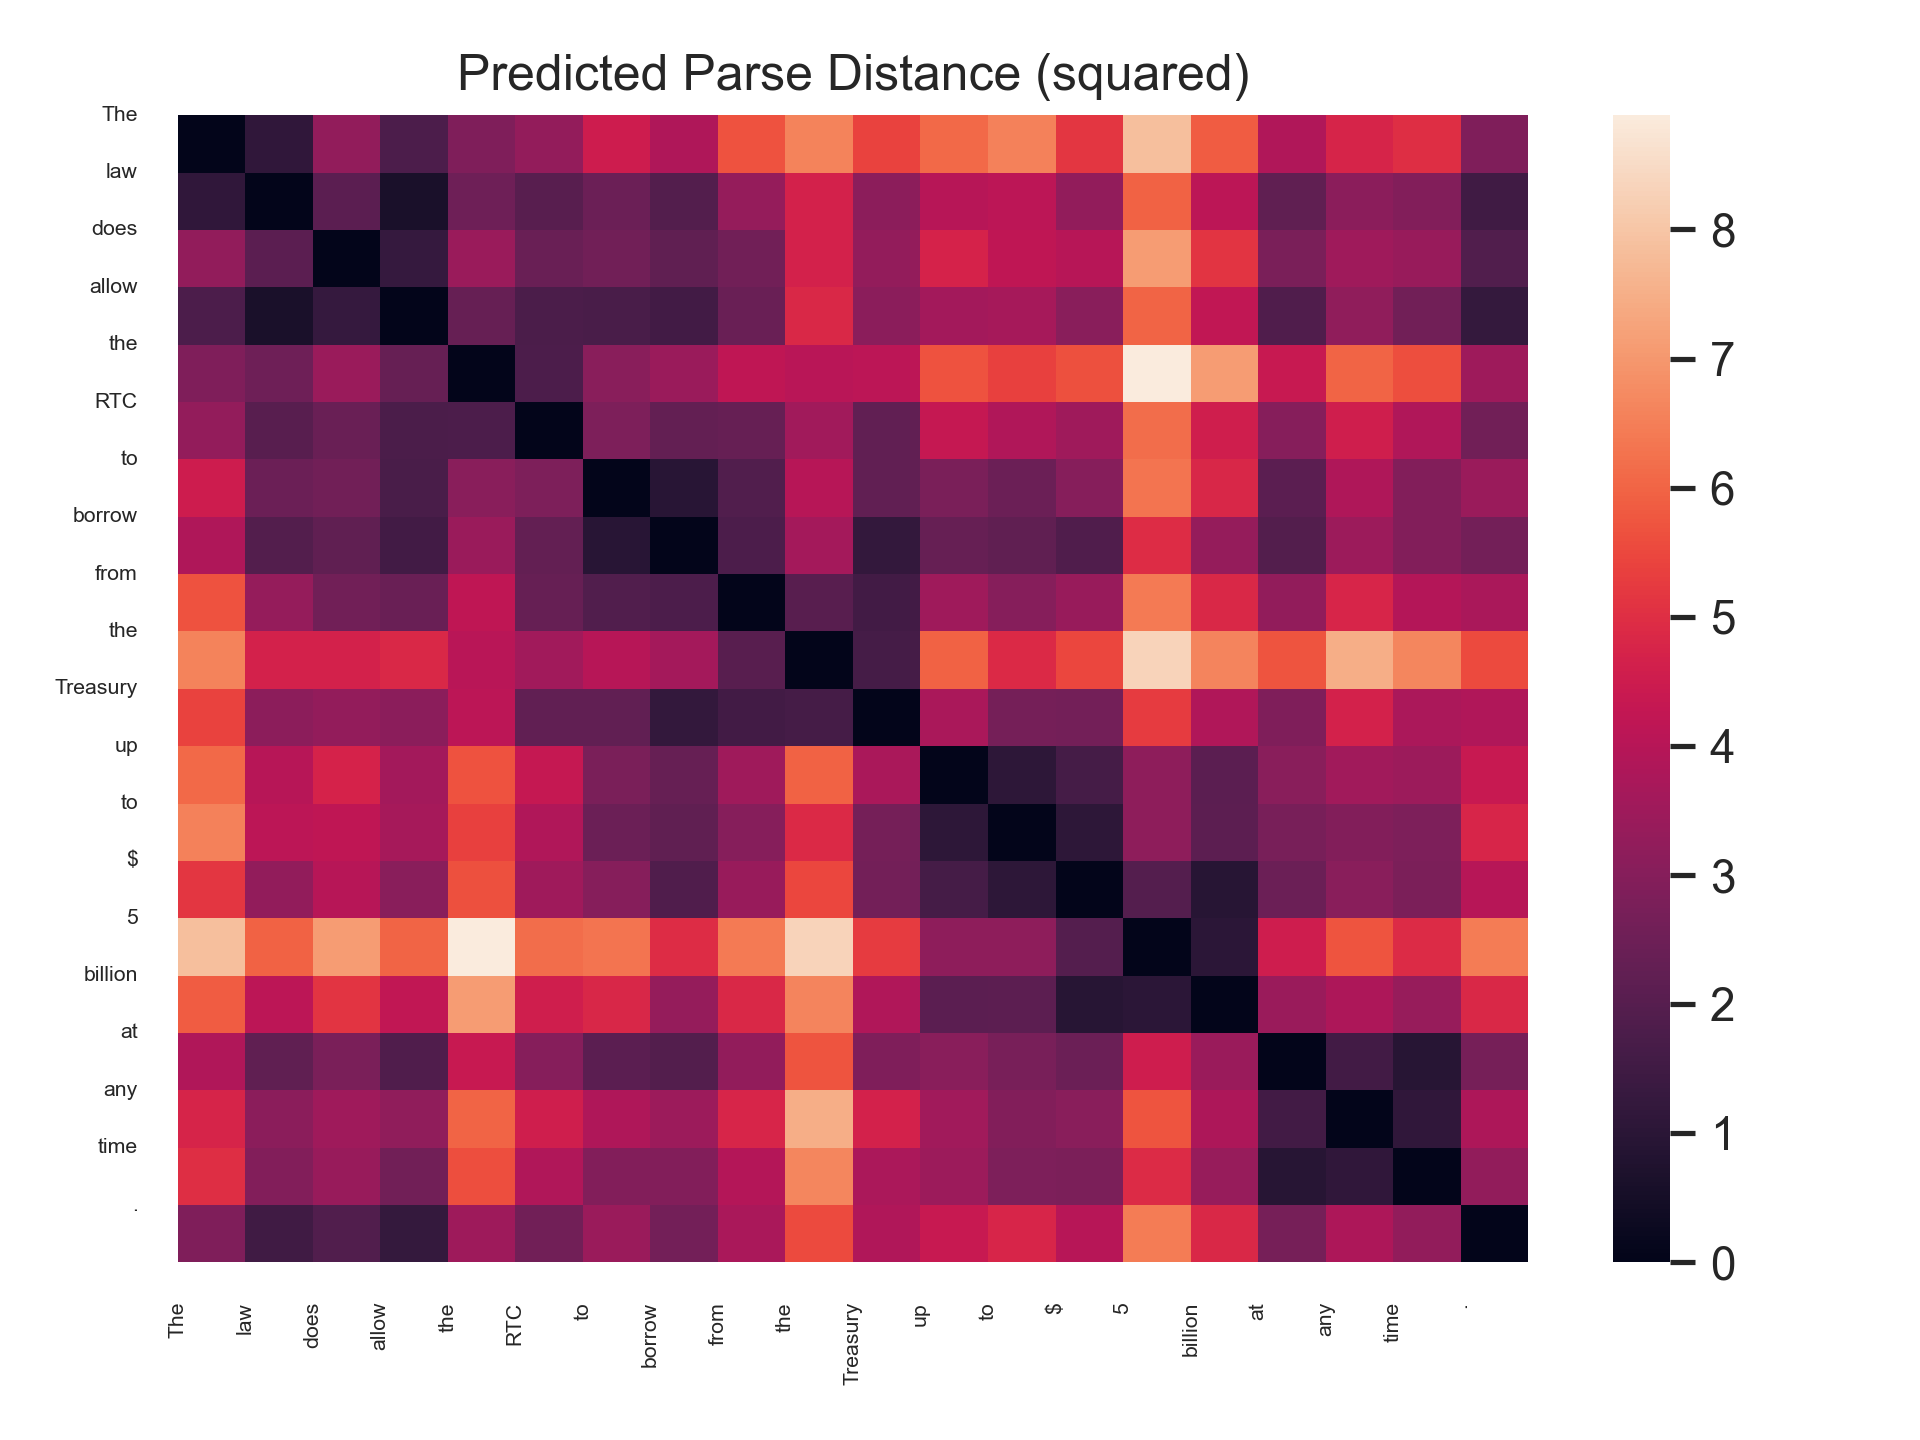 Predicted Parse Distance (squared)
The
law
does
allow
the
RTC
to
borrow
from
the
Treasury
up
to
$
5
billion
at
any
time
.
8
7
6
5
4
3
2
1
0
The
law
does
allow
the
RTC
to
borrow
from
the
Treasury
up
to
$
5
billion
at
any
time
.